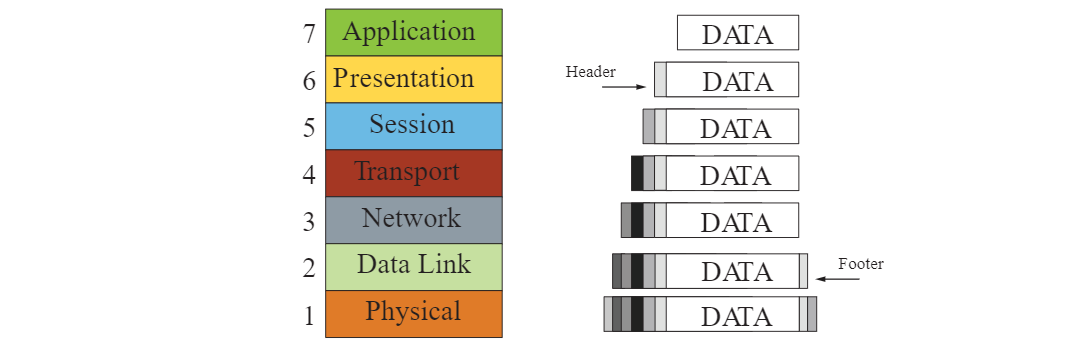 7 Application DATA
6 Presentation Header DATA
5 Session DATA
4 Transport DATA
3 Network DATA
2 Data Link DATA Footer
1 Physical DATA